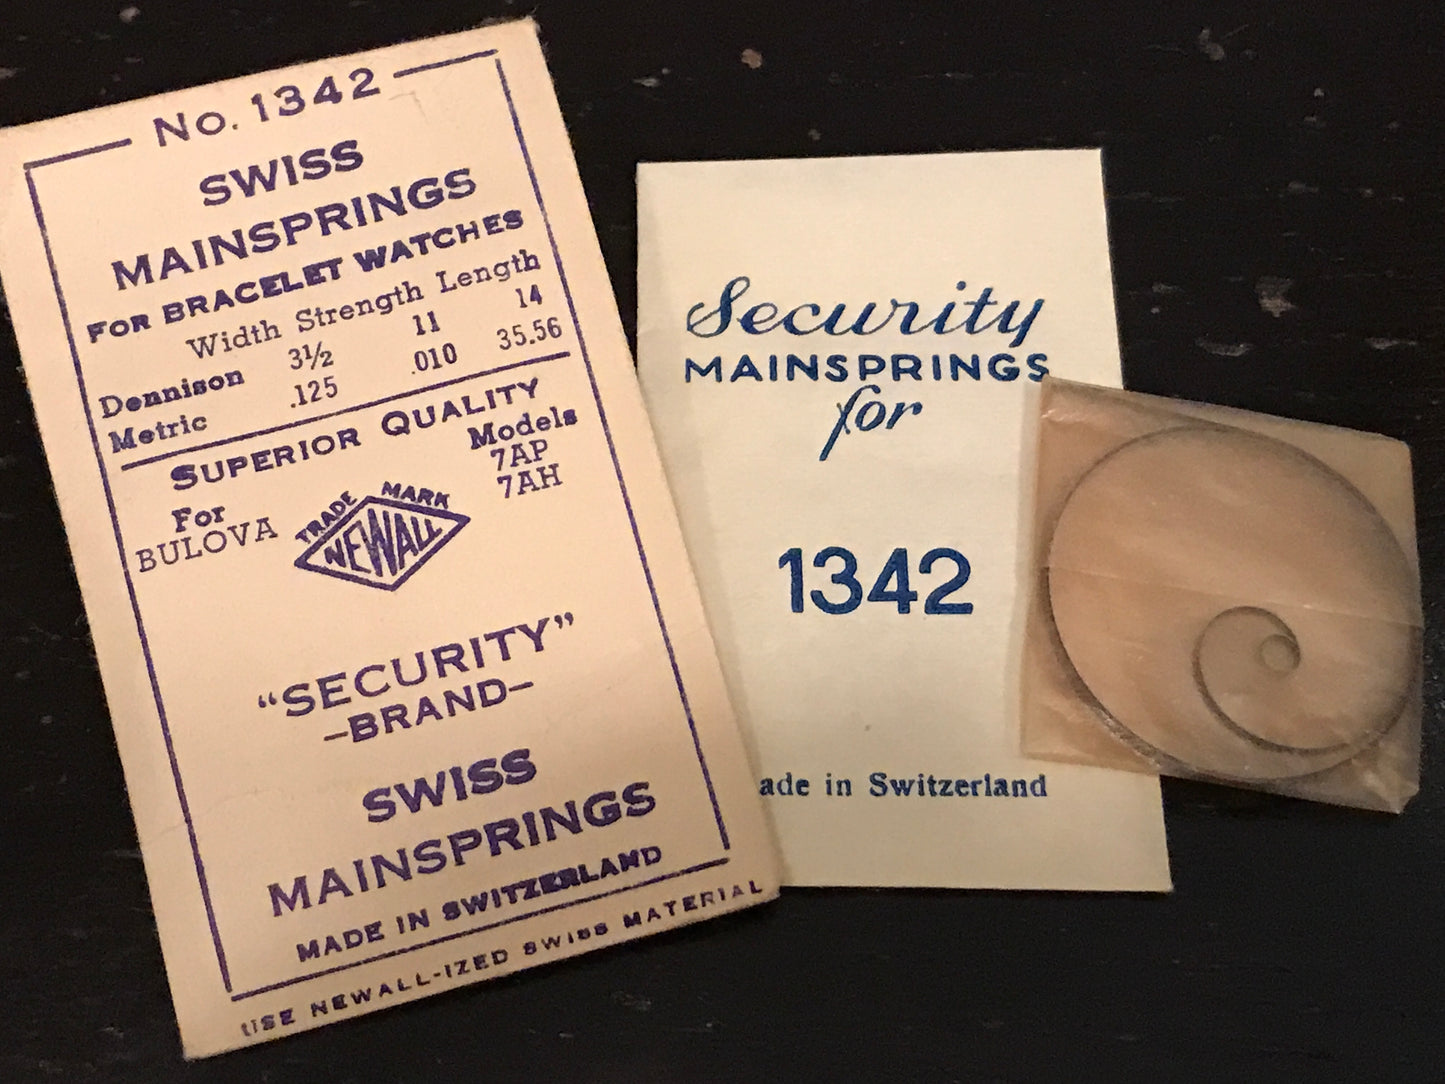 No. 1342
SWISS
MAINSPRINGS
FOR BRACELET WATCHES
Width Strength Length
Dennison 3½ 11 14
Metric .125 .010 35.56
SUPERIOR QUALITY
For
BULOVA
TRADE MARK
NEWALL
Models
7AP
7AH
"SECURITY"
–BRAND–
SWISS
MAINSPRINGS
MADE IN SWITZERLAND
USE NEWALL-IZED SWISS MATERIAL
Security
MAINSPRINGS
for
1342
ade in Switzerland